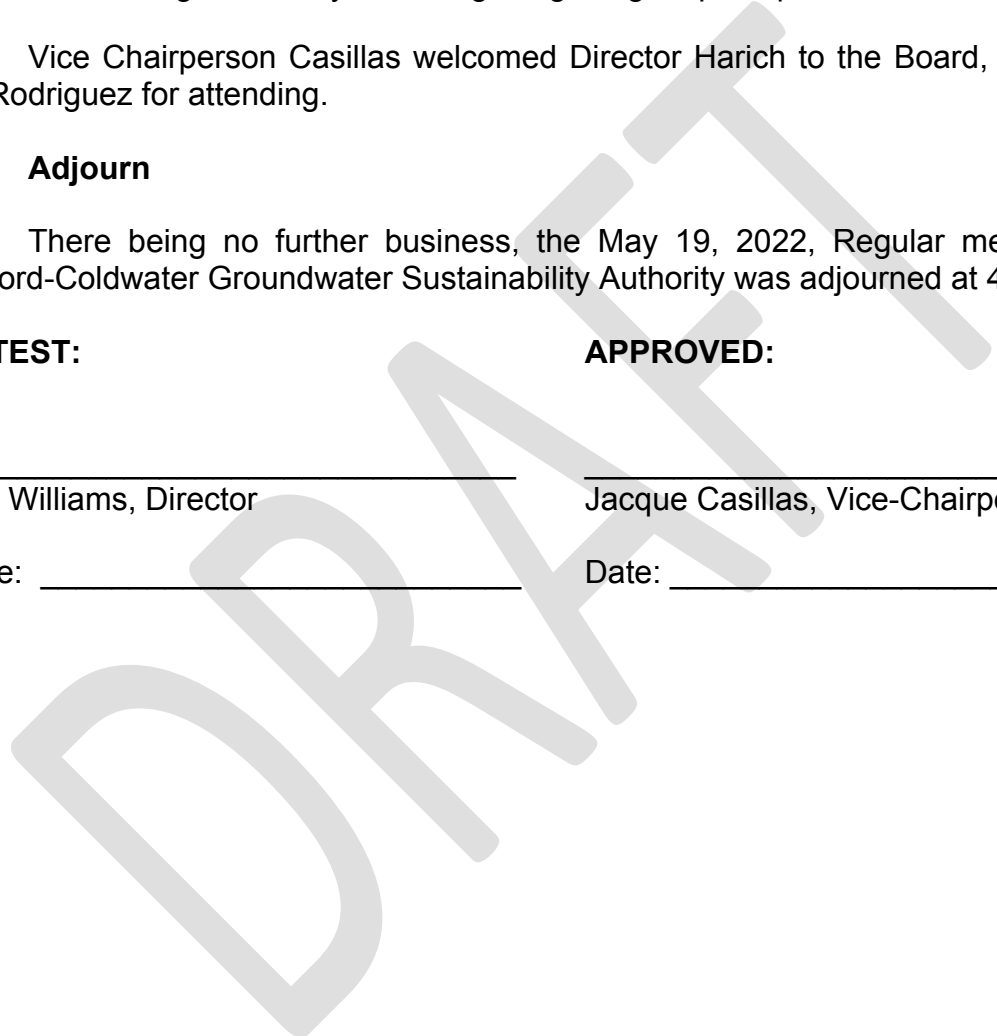 Vice Chairperson Casillas welcomed Director Harich to the Board,
Rodriguez for attending.
Adjourn
There being no further business, the May 19, 2022, Regular me
ord-Coldwater Groundwater Sustainability Authority was adjourned at 4
TEST: APPROVED:
Williams, Director Jacque Casillas, Vice-Chairpe
e: ____________________________ Date: ___________________
DRAFT